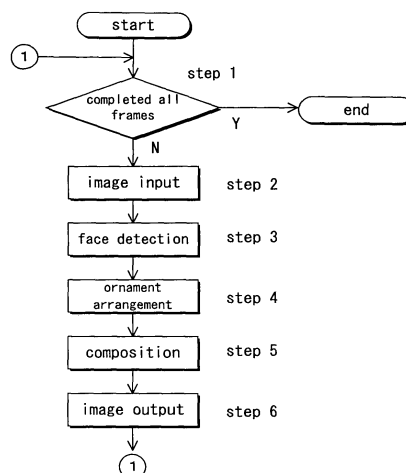 start
1
step 1
completed all
frames
Y
end
N
image input
step 2
face detection
step 3
ornament
arrangement
step 4
composition
step 5
image output
step 6
1